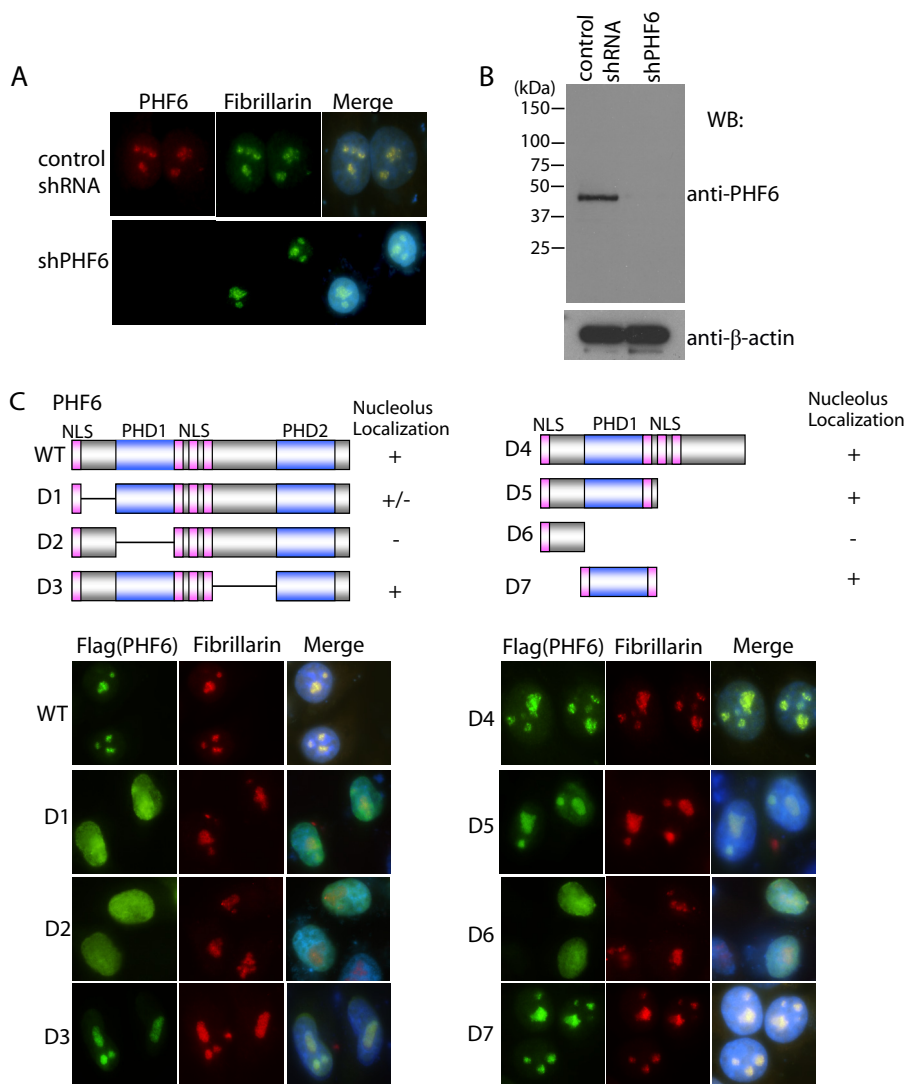 A
PHF6 Fibrillarin Merge
control
shRNA
shPHF6
B
control
shRNA
shPHF6
(kDa)
150
100
75
50
37
25
WB:
anti-PHF6
anti-β-actin
C
PHF6
Nucleolus
Localization
NLS PHD1 NLS PHD2
WT +
D1 +/-
D2 -
D3 +
Nucleolus
Localization
NLS PHD1 NLS
D4 +
D5 +
D6 -
D7 +
Flag(PHF6) Fibrillarin Merge
WT
D1
D2
D3
Flag(PHF6) Fibrillarin Merge
D4
D5
D6
D7